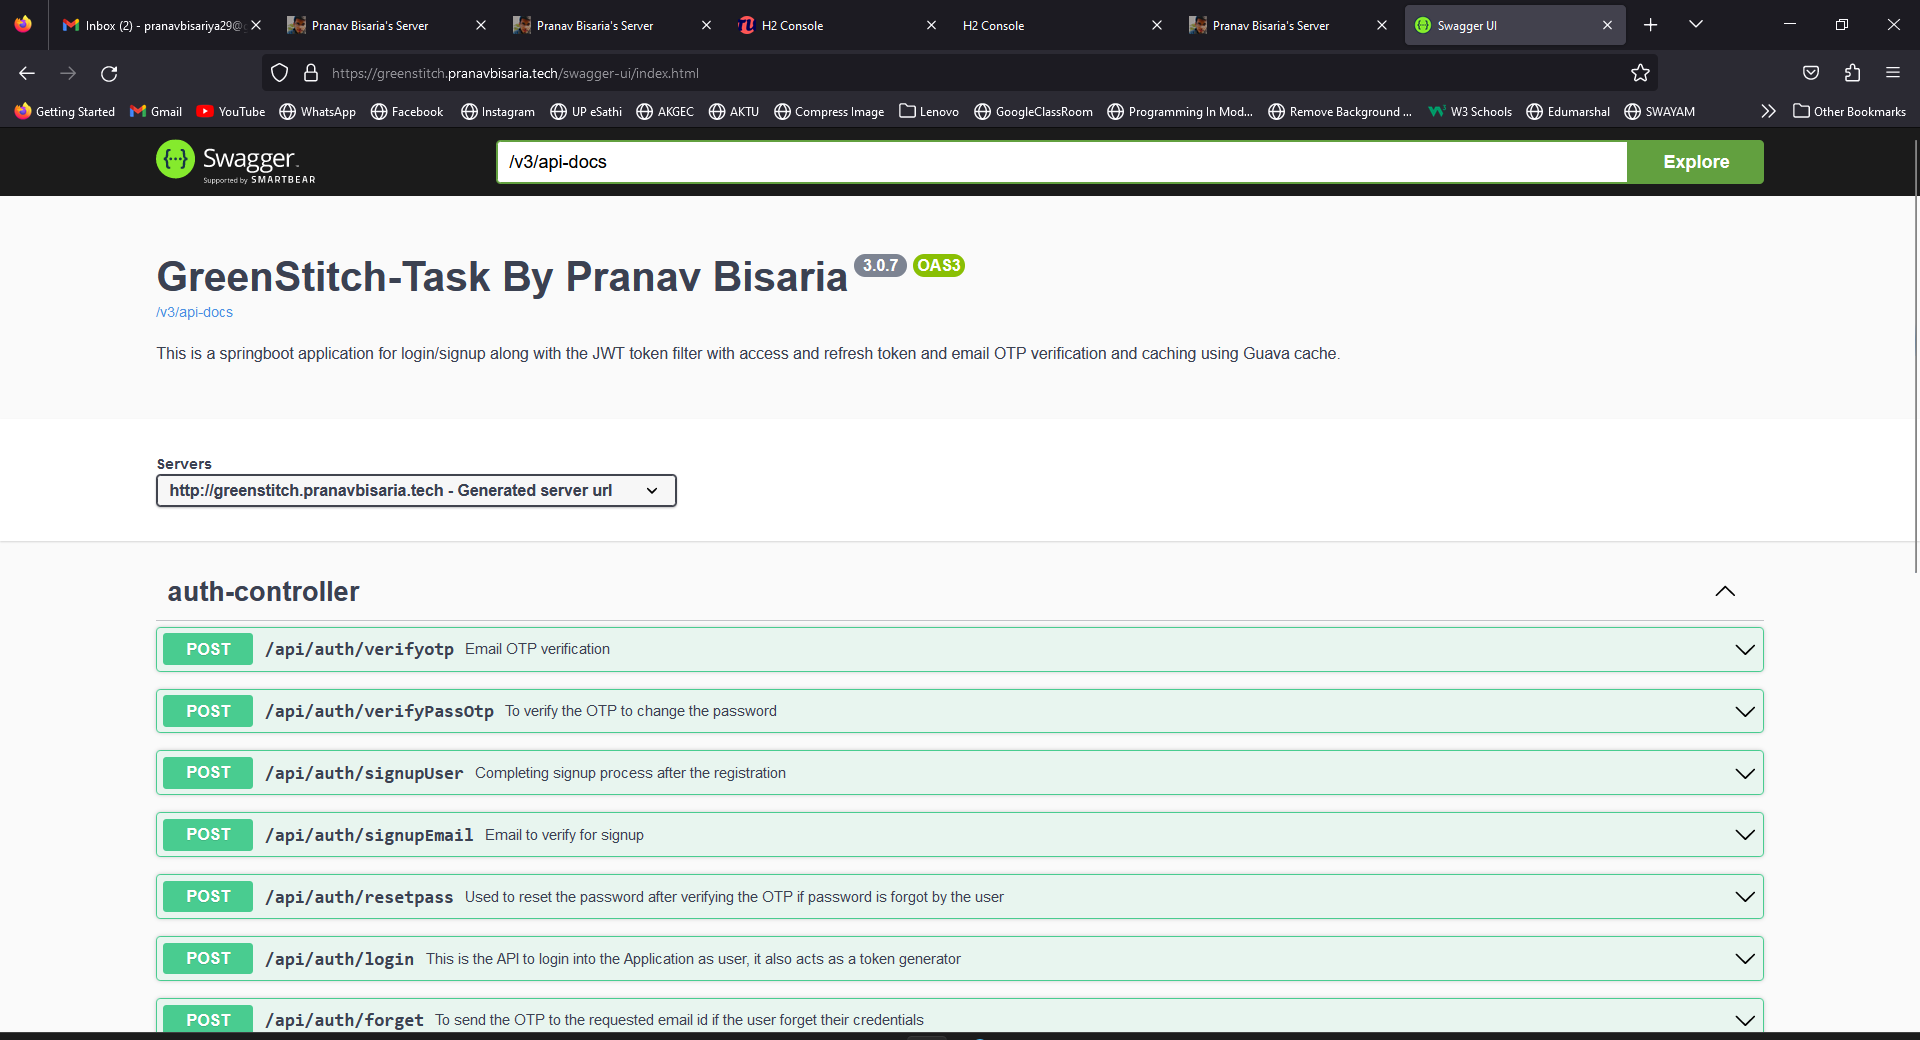 Inbox (2) - pranavbisariya29@g
Pranav Bisaria's Server
Pranav Bisaria's Server
H2 Console
H2 Console
Pranav Bisaria's Server
Swagger UI
https://greenstitch.pranavbisaria.tech/swagger-ui/index.html
Getting Started
Gmail
YouTube
WhatsApp
Facebook
Instagram
UP eSathi
AKGEC
AKTU
Compress Image
Lenovo
GoogleClassRoom
Programming In Mod...
Remove Background ...
W3 Schools
Edumarshal
SWAYAM
Other Bookmarks
Swagger
Supported by SMARTBEAR
/v3/api-docs
Explore
GreenStitch-Task By Pranav Bisaria 3.0.7 OAS3
/v3/api-docs
This is a springboot application for login/signup along with the JWT token filter with access and refresh token and email OTP verification and caching using Guava cache.
Servers
http://greenstitch.pranavbisaria.tech - Generated server url
auth-controller
POST /api/auth/verifyotp Email OTP verification
POST /api/auth/verifyPassOtp To verify the OTP to change the password
POST /api/auth/signupUser Completing signup process after the registration
POST /api/auth/signupEmail Email to verify for signup
POST /api/auth/resetpass Used to reset the password after verifying the OTP if password is forgot by the user
POST /api/auth/login This is the API to login into the Application as user, it also acts as a token generator
POST /api/auth/forget To send the OTP to the requested email id if the user forget their credentials